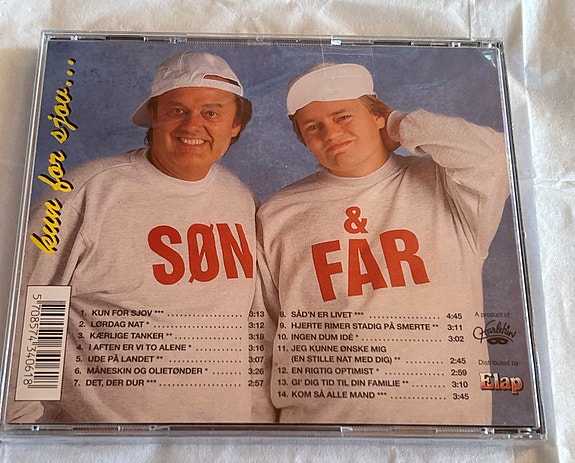 kun for sjov...
SØN
&
FAR
1. KUN FOR SJOV *** 3:13
2. LØRDAG NAT * 3:12
3. KÆRLIGE TANKER ** 3:18
4. I AFTEN ER VI TO ALENE * 3:16
5. UDE PÅ LANDET ** 3:07
6. MÅNESKIN OG OLIETØNDER * 3:26
7. DET, DER DUR *** 2:57
8. SÅD'N ER LIVET *** 4:45
9. HJERTE RIMER STADIG PÅ SMERTE ** 3:11
10. INGEN DUM IDÉ * 3:02
11. JEG KUNNE ØNSKE MIG
(EN STILLE NAT MED DIG) ** 2:45
12. EN RIGTIG OPTIMIST * 2:59
13. GI' DIG TID TIL DIN FAMILIE ** 3:10
14. KOM SÅ ALLE MAND *** 3:45
A product of:
Harlekin
Distributed by:
Elap
5708574340618